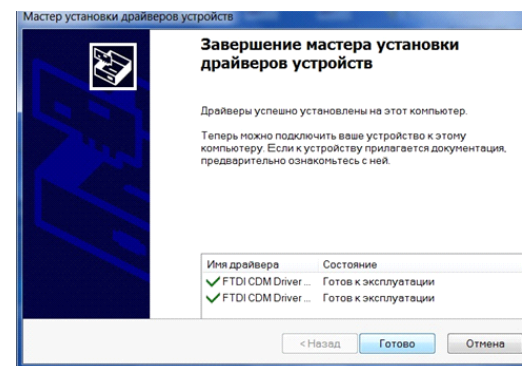 Мастер установки драйверов устройств
Завершение мастера установки
драйверов устройств
Драйверы успешно установлены на этот компьютер.
Теперь можно подключить ваше устройство к этому
компьютеру. Если к устройству прилагается документация,
предварительно ознакомьтесь с ней.
Имя драйвера Состояние
FTDI CDM Driver ... Готов к эксплуатации
FTDI CDM Driver ... Готов к эксплуатации
< Назад Готово Отмена